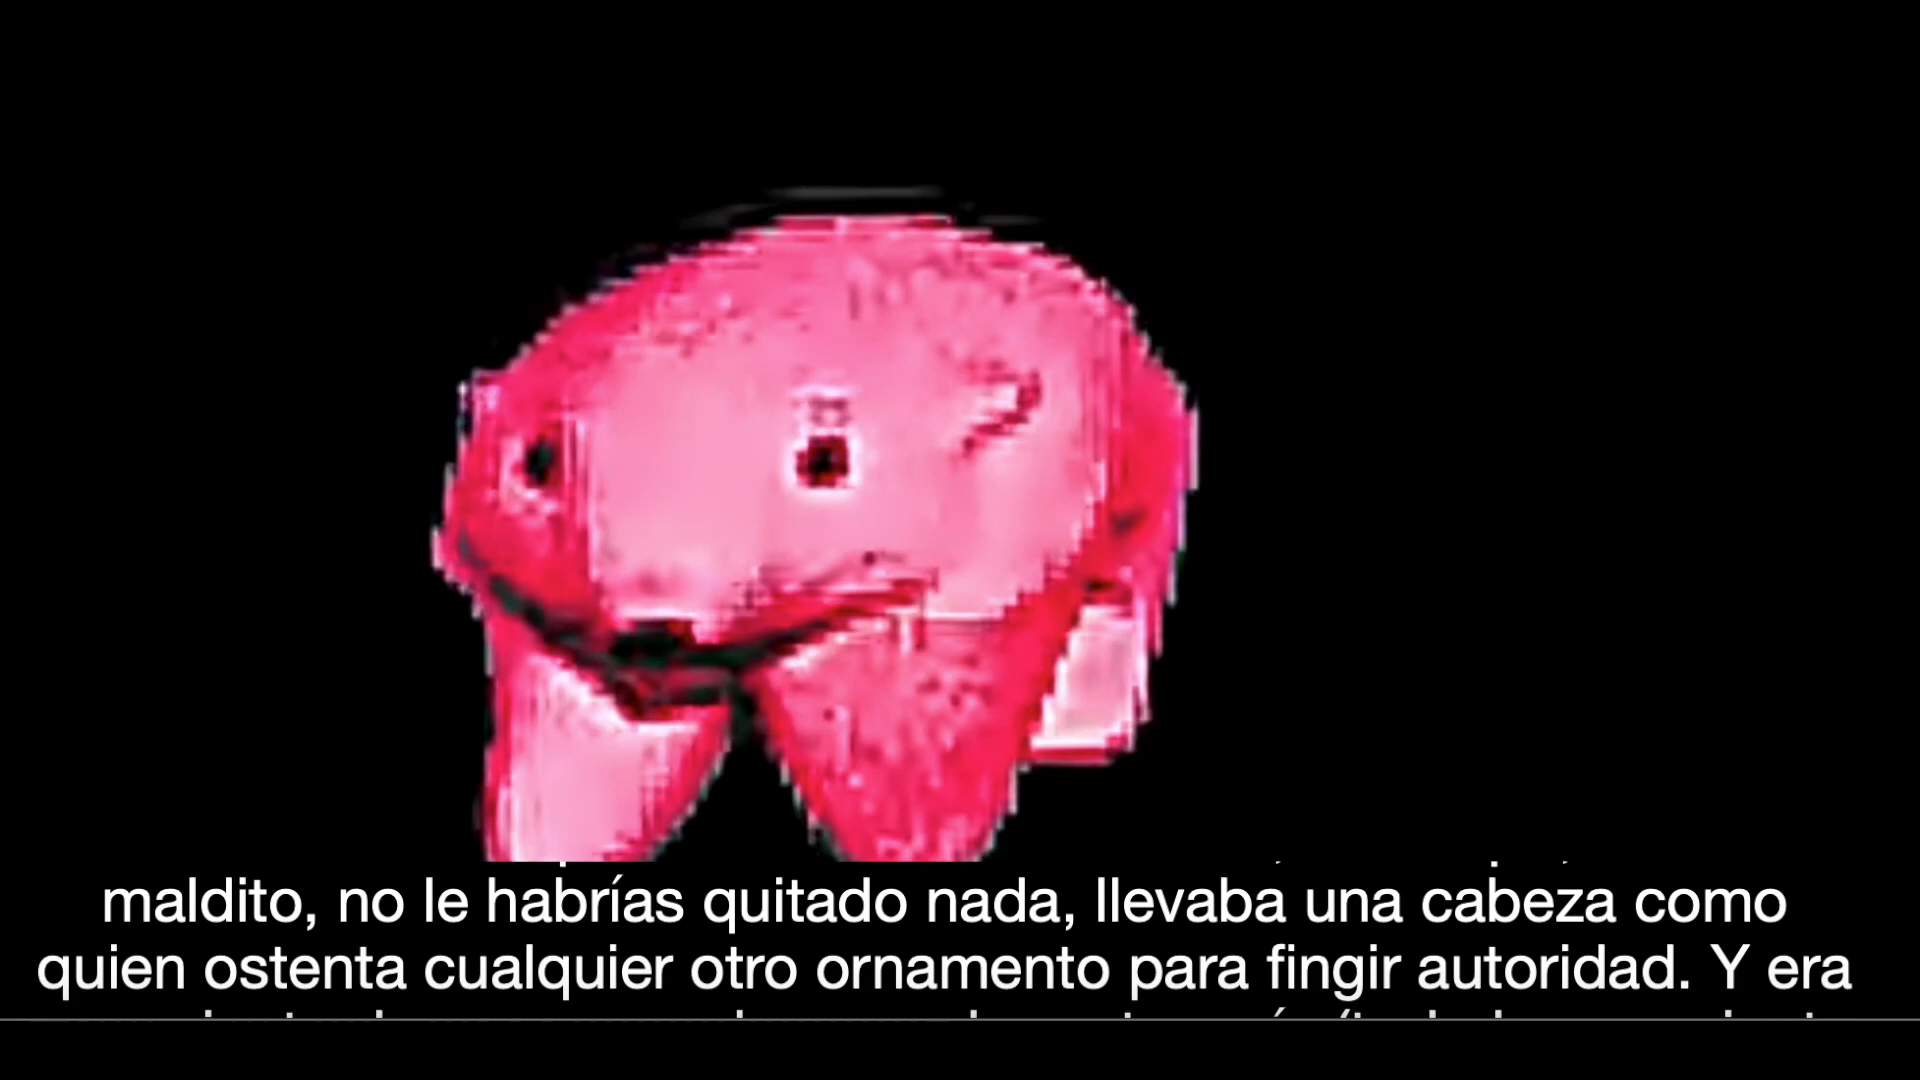 maldito, no le habrías quitado nada, llevaba una cabeza como
quien ostenta cualquier otro ornamento para fingir autoridad. Y era